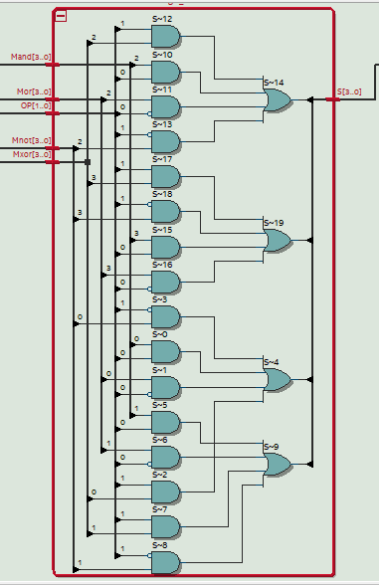 S~12
1
2
Mand[3..0]
S~10
2
0
S~14
Mor[3..0]
2
S~11
S[3..0]
OP[1..0]
0
S~13
1
Mnot[3..0]
2
Mxor[3..0]
S~17
1
3
S~18
1
3
S~19
S~15
3
0
S~16
3
0
S~3
1
0
S~0
0
0
S~4
S~1
0
0
S~5
1
0
S~6
1
0
S~9
S~2
1
0
S~7
1
1
S~8
1
1